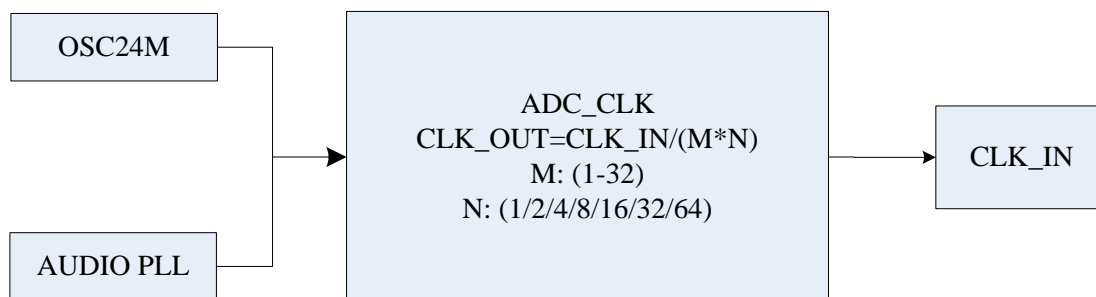 OSC24M
AUDIO PLL
ADC_CLK
CLK_OUT=CLK_IN/(M*N)
M: (1-32)
N: (1/2/4/8/16/32/64)
CLK_IN